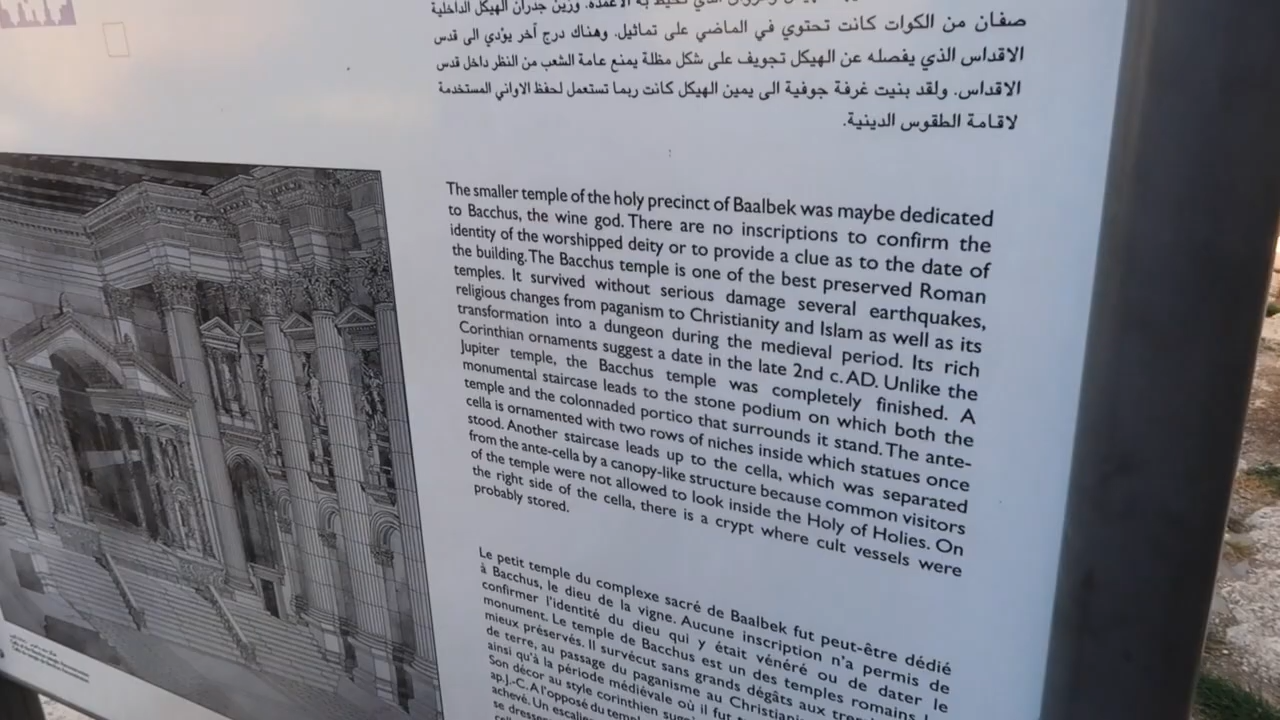 تحيط به الأعمدة. وزين جدران الهيكل الداخلية
صفان من الكوات كانت تحتوي في الماضي على تماثيل. وهناك درج آخر يؤدي الى قدس
الاقداس الذي يفصله عن الهيكل تجويف على شكل مظلة يمنع عامة الشعب من النظر داخل قدس
الاقداس. ولقد بنيت غرفة جوفية الى يمين الهيكل كانت ربما تستعمل لحفظ الاواني المستخدمة
لاقامة الطقوس الدينية.
The smaller temple of the holy precinct of Baalbek was maybe dedicated
to Bacchus, the wine god. There are no inscriptions to confirm the
identity of the worshipped deity or to provide a clue as to the date of
the building. The Bacchus temple is one of the best preserved Roman
temples. It survived without serious damage several earthquakes,
religious changes from paganism to Christianity and Islam as well as its
transformation into a dungeon during the medieval period. Its rich
Corinthian ornaments suggest a date in the late 2nd c. AD. Unlike the
Jupiter temple, the Bacchus temple was completely finished. A
monumental staircase leads to the stone podium on which both the
temple and the colonnaded portico that surrounds it stand. The ante-
cella is ornamented with two rows of niches inside which statues once
stood. Another staircase leads up to the cella, which was separated
from the ante-cella by a canopy-like structure because common visitors
of the temple were not allowed to look inside the Holy of Holies. On
the right side of the cella, there is a crypt where cult vessels were
probably stored.
Le petit temple du complexe sacré de Baalbek fut peut-être dédié
à Bacchus, le dieu de la vigne. Aucune inscription n'a permis de
confirmer l'identité du dieu qui y était vénéré ou de dater le
monument. Le temple de Bacchus est un des temples romains
mieux préservés. Il survécut sans grands dégâts aux
de terre, au passage du paganisme au
ainsi qu'à la période médiévale où il fut
Son décor au style corinthien
ap. J.-C. A l'opposé du
achevé. Un
se